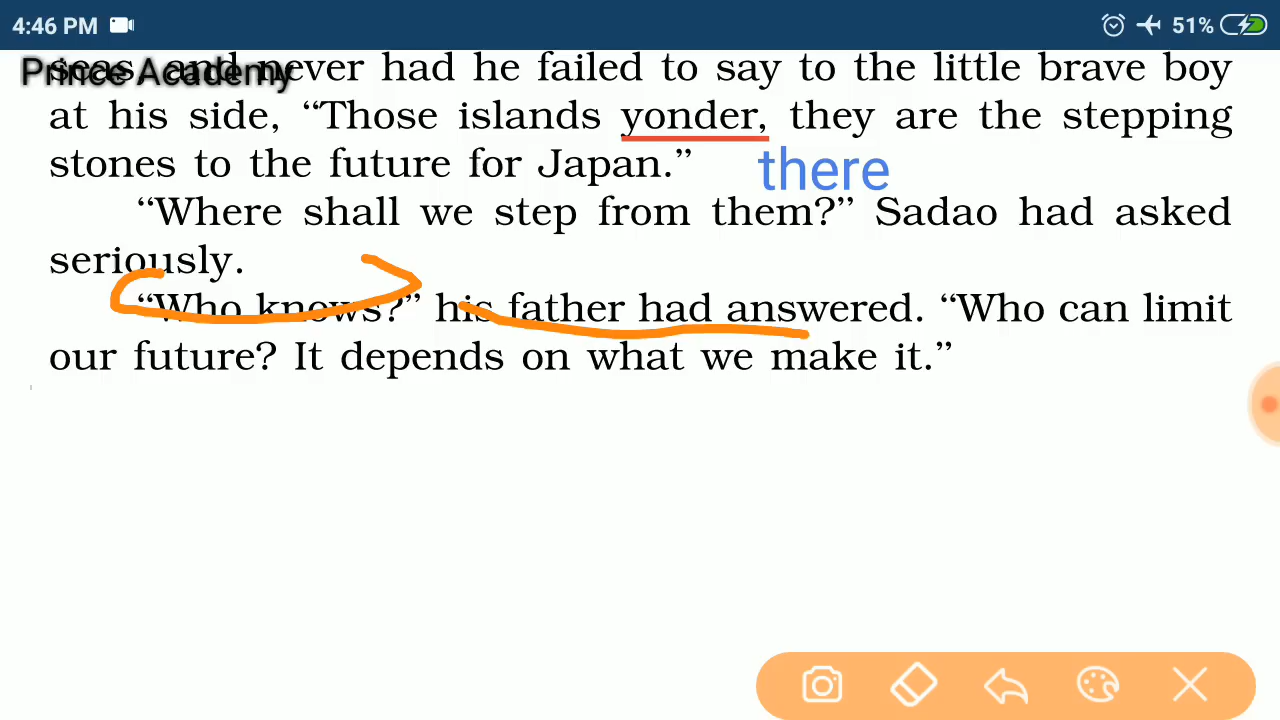 4:46 PM 51%
Prince Academy
seas, and never had he failed to say to the little brave boy
at his side, “Those islands yonder, they are the stepping
stones to the future for Japan.”
there
“Where shall we step from them?” Sadao had asked
seriously.
“Who knows?” his father had answered. “Who can limit
our future? It depends on what we make it.”